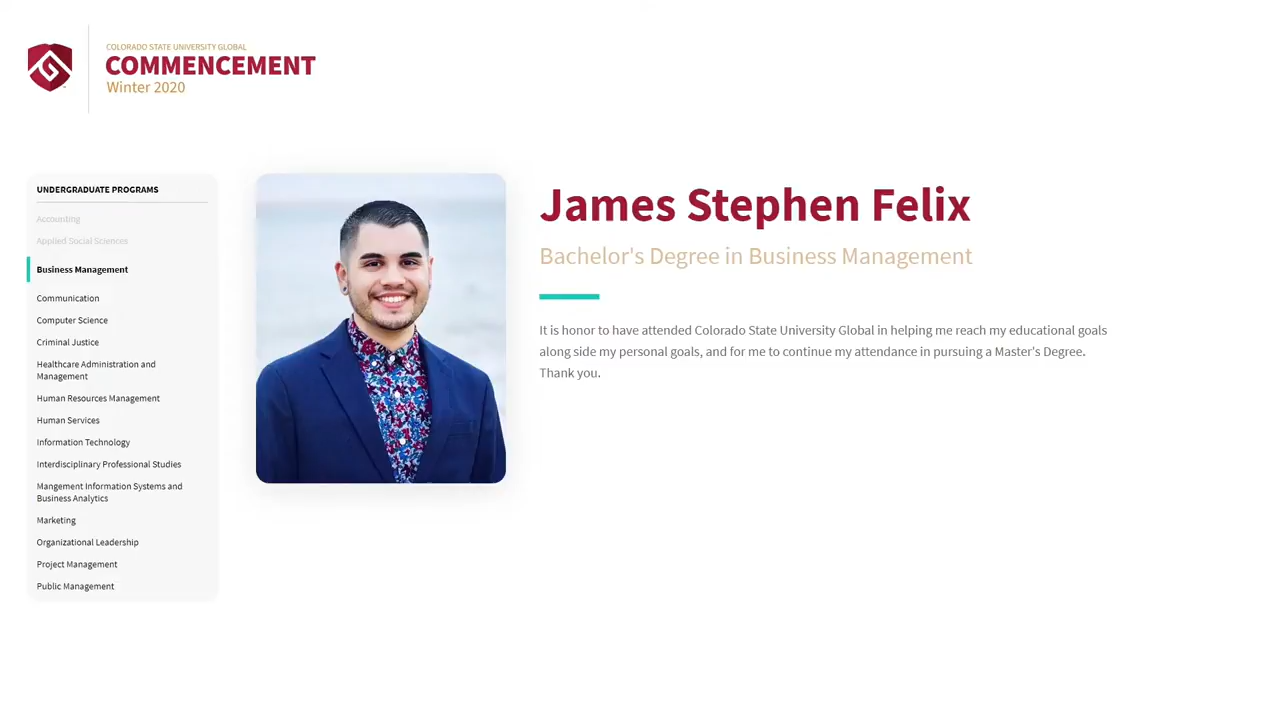 COLORADO STATE UNIVERSITY GLOBAL
COMMENCEMENT
Winter 2020
UNDERGRADUATE PROGRAMS
Accounting
Applied Social Sciences
Business Management
Communication
Computer Science
Criminal Justice
Healthcare Administration and
Management
Human Resources Management
Human Services
Information Technology
Interdisciplinary Professional Studies
Mangement Information Systems and
Business Analytics
Marketing
Organizational Leadership
Project Management
Public Management
James Stephen Felix
Bachelor's Degree in Business Management
It is honor to have attended Colorado State University Global in helping me reach my educational goals
along side my personal goals, and for me to continue my attendance in pursuing a Master's Degree.
Thank you.